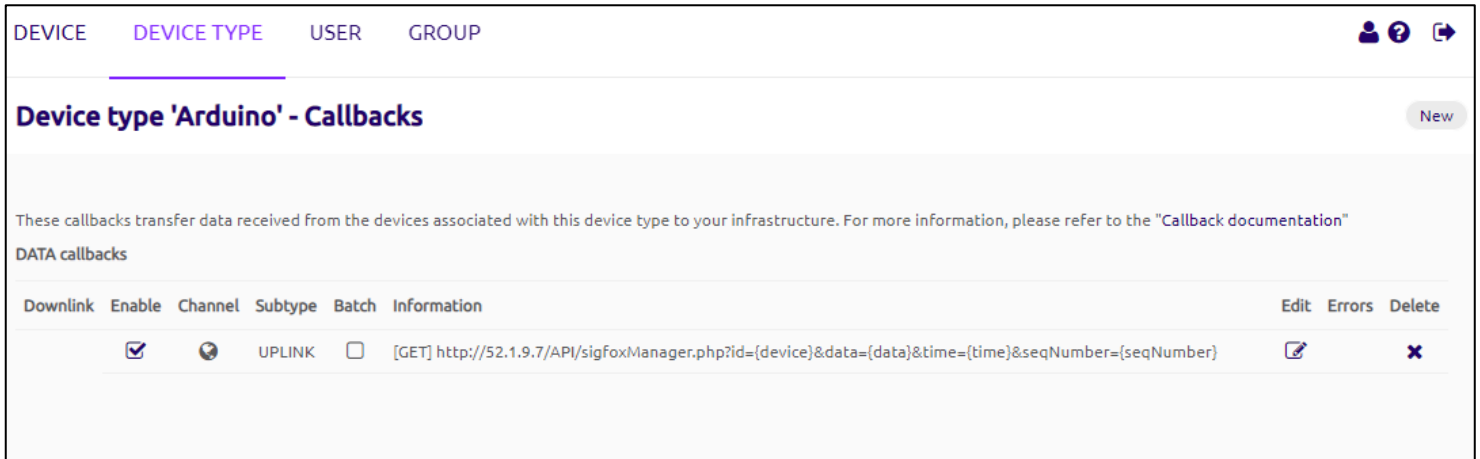 DEVICE DEVICE TYPE USER GROUP
Device type 'Arduino' - Callbacks
New
These callbacks transfer data received from the devices associated with this device type to your infrastructure. For more information, please refer to the "Callback documentation"
DATA callbacks
Downlink Enable Channel Subtype Batch Information Edit Errors Delete
UPLINK [GET] http://52.1.9.7/API/sigfoxManager.php?id={device}&data={data}&time={time}&seqNumber={seqNumber}